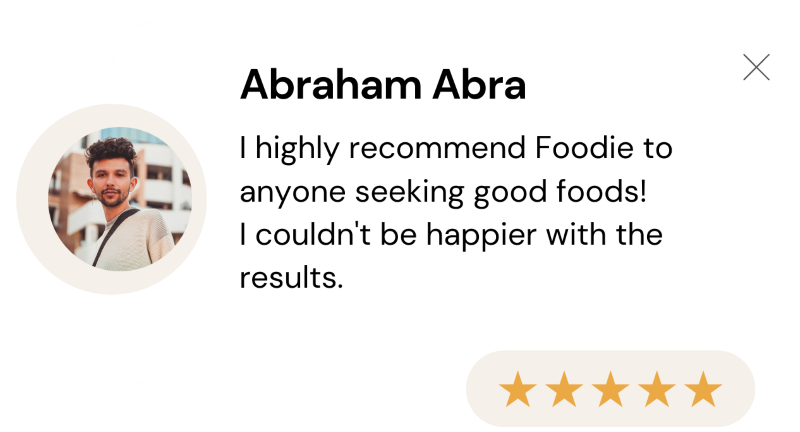 Abraham Abra
I highly recommend Foodie to
anyone seeking good foods!
I couldn't be happier with the
results.